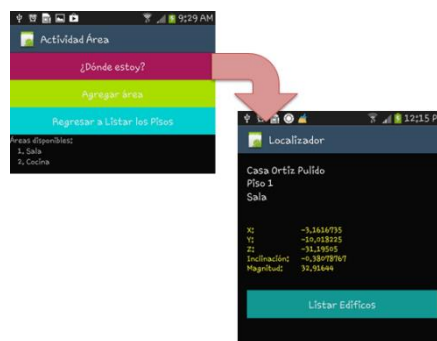 9:29 AM
Actividad Área
¿Dónde estoy?
Agregar área
Regresar a Listar los Pisos
Áreas disponibles:
1. Sala
2. Cocina
12:15 P
Localizador
Casa Ortiz Pulido
Piso 1
Sala
X: -3,1616735
Y: -10,018225
Z: -31,19505
Inclinación: -0,38078767
Magnitud: 32,91644
Listar Edificos